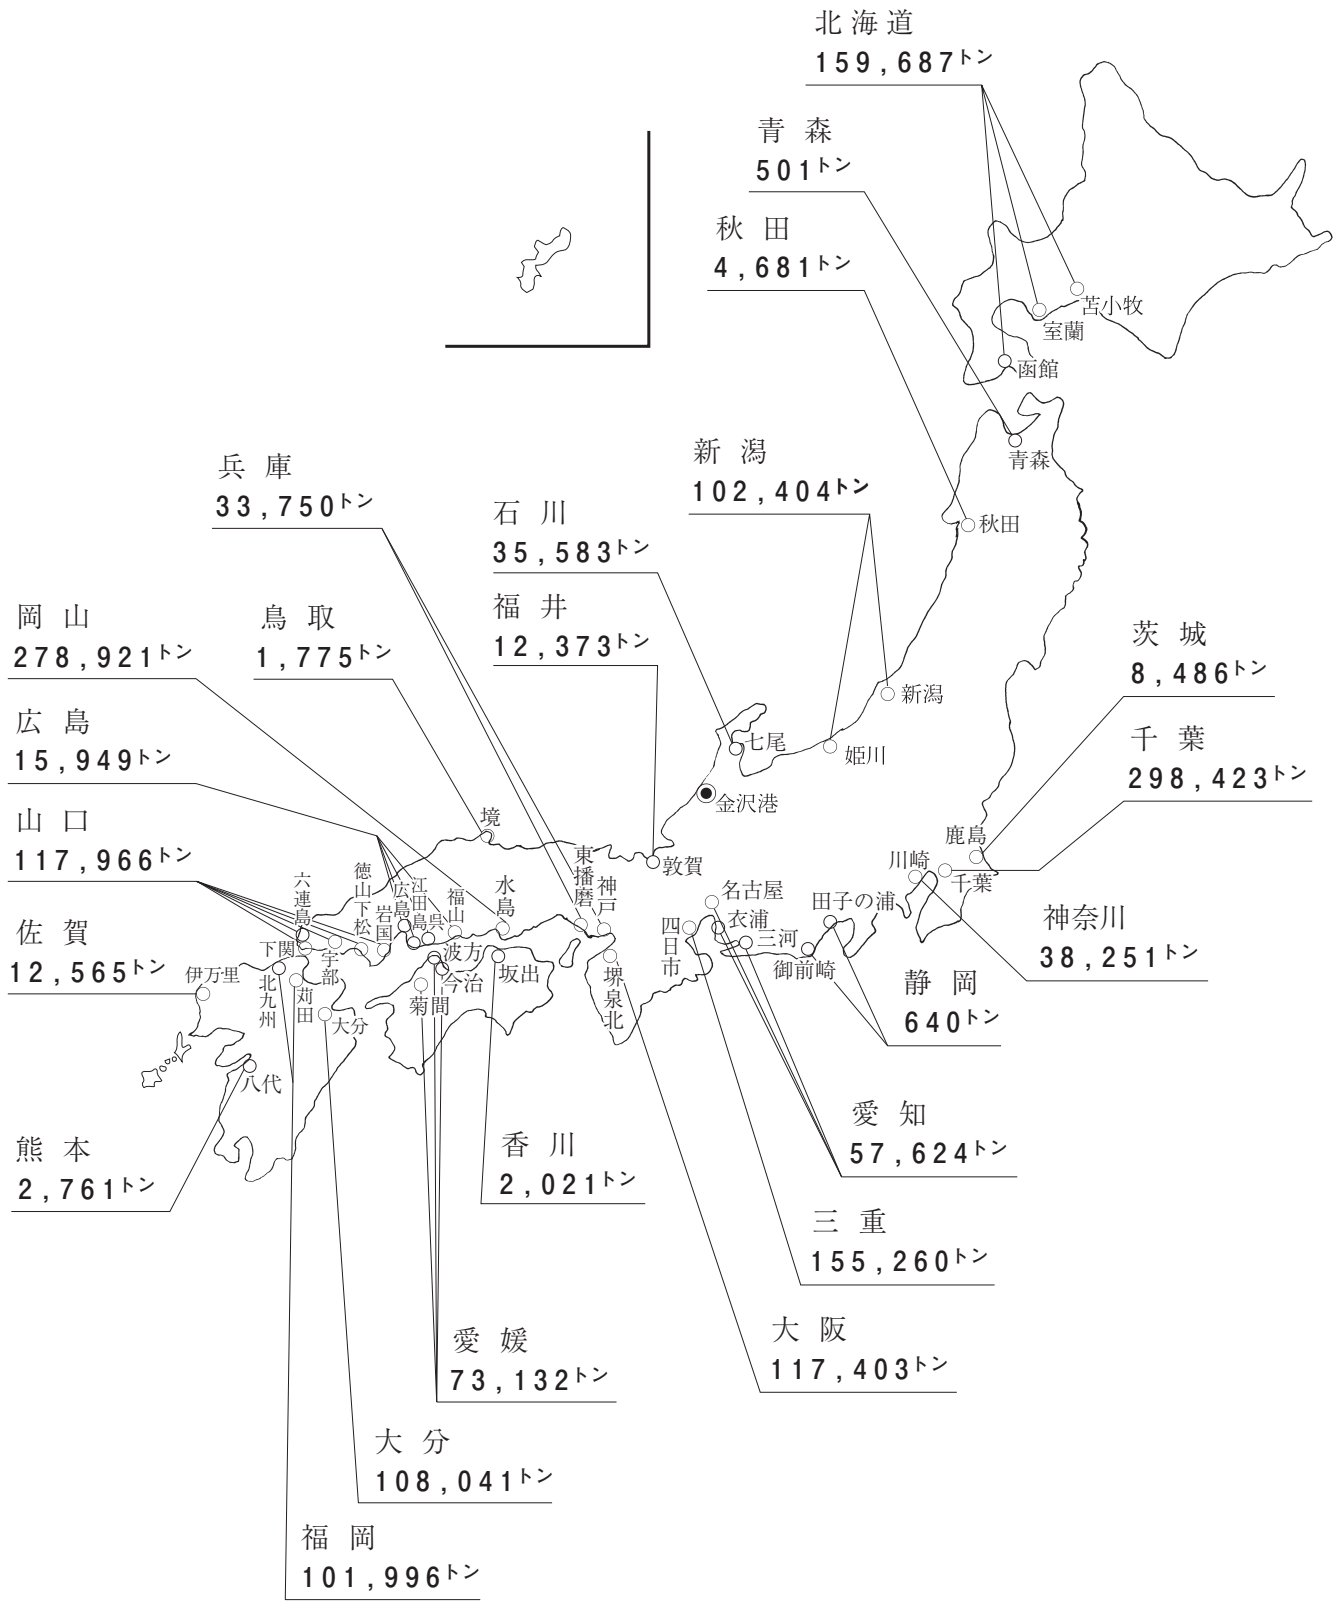 北海道
159,687トン
青森
501トン
秋田
4,681トン
苫小牧
室蘭
函館
青森
秋田
兵庫
33,750トン
新潟
102,404トン
石川
35,583トン
福井
12,373トン
岡山
278,921トン
鳥取
1,775トン
茨城
8,486トン
広島
15,949トン
千葉
298,423トン
山口
117,966トン
佐賀
12,565トン
新潟
姫川
七尾
金沢港
敦賀
境
東播磨
神戸
水島
福山
呉
江田島
広島
岩国
徳山下松
六連島
下関
宇部
北九州
苅田
大分
伊万里
八代
波方
今治
菊間
坂出
堺泉北
四日市
名古屋
衣浦
三河
田子の浦
御前崎
川崎
千葉
鹿島
神奈川
38,251トン
静岡
640トン
愛知
57,624トン
熊本
2,761トン
香川
2,021トン
三重
155,260トン
大阪
117,403トン
愛媛
73,132トン
大分
108,041トン
福岡
101,996トン